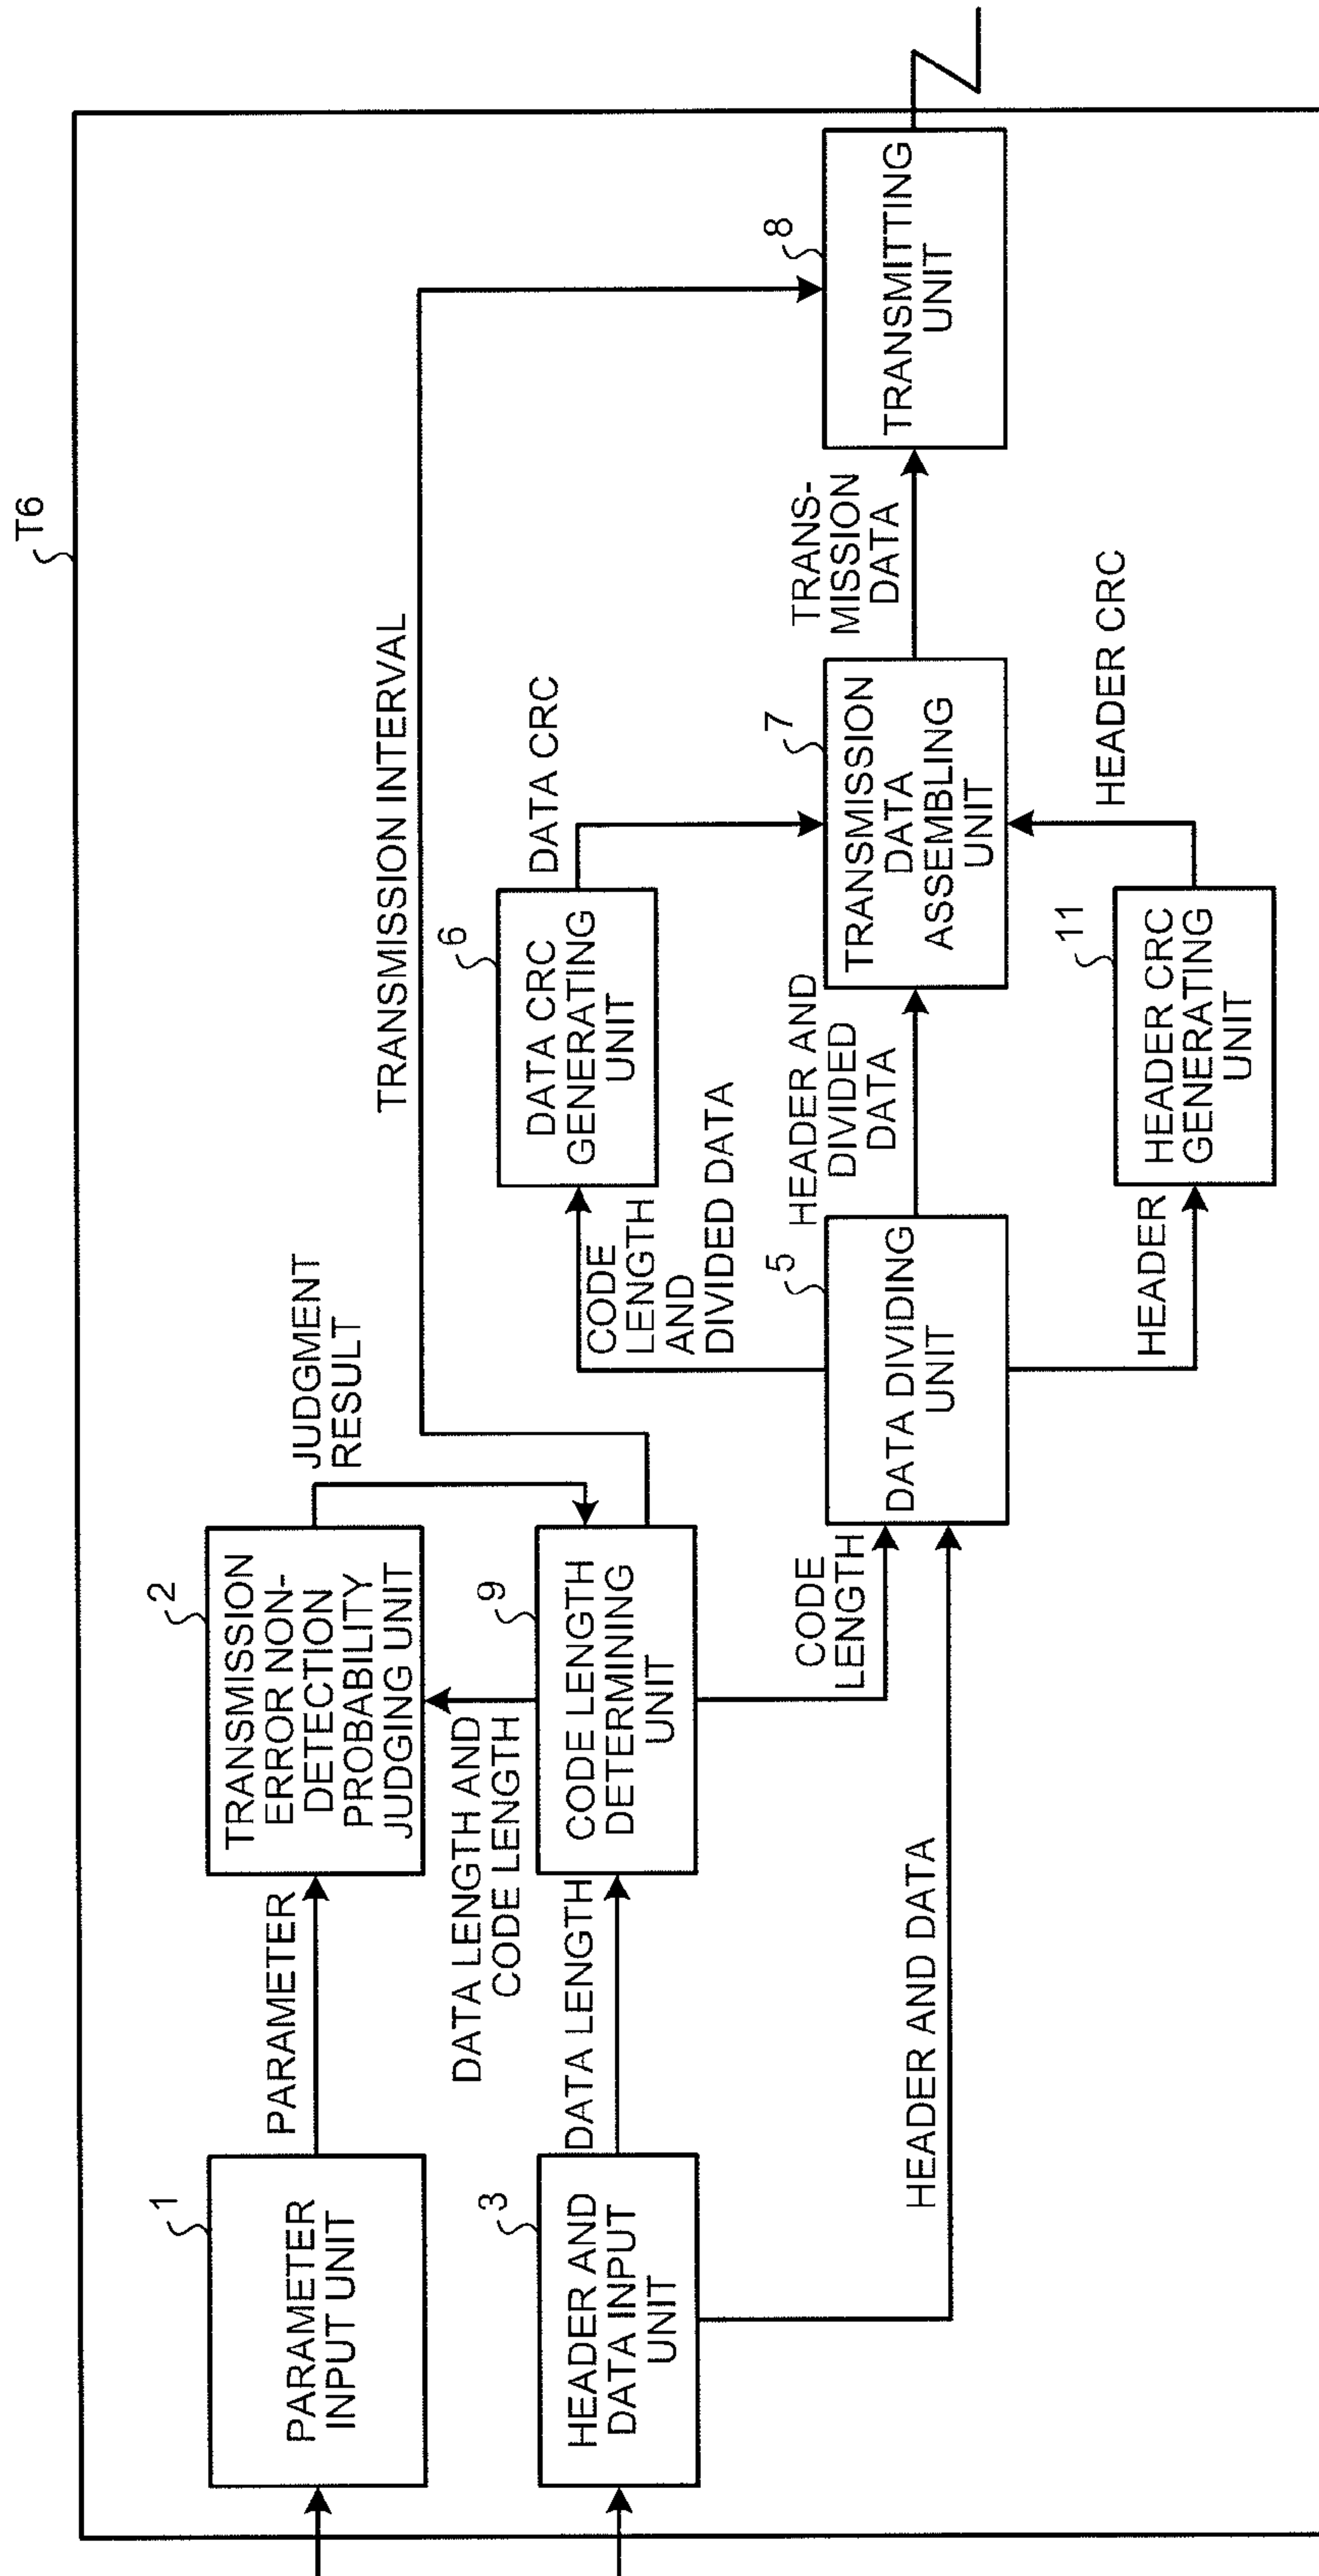 T6
1
PARAMETER
INPUT UNIT
PARAMETER
2
TRANSMISSION
ERROR NON-
DETECTION
PROBABILITY
JUDGING UNIT
JUDGMENT
RESULT
TRANSMISSION INTERVAL
DATA LENGTH AND
CODE LENGTH
3
HEADER AND
DATA INPUT
UNIT
DATA LENGTH
9
CODE LENGTH
DETERMINING
UNIT
CODE
LENGTH
AND
DIVIDED DATA
6
DATA CRC
GENERATING
UNIT
DATA CRC
CODE
LENGTH
HEADER AND DATA
5
DATA DIVIDING
UNIT
HEADER AND
DIVIDED
DATA
7
TRANSMISSION
DATA
ASSEMBLING
UNIT
TRANS-
MISSION
DATA
8
TRANSMITTING
UNIT
HEADER
11
HEADER CRC
GENERATING
UNIT
HEADER CRC